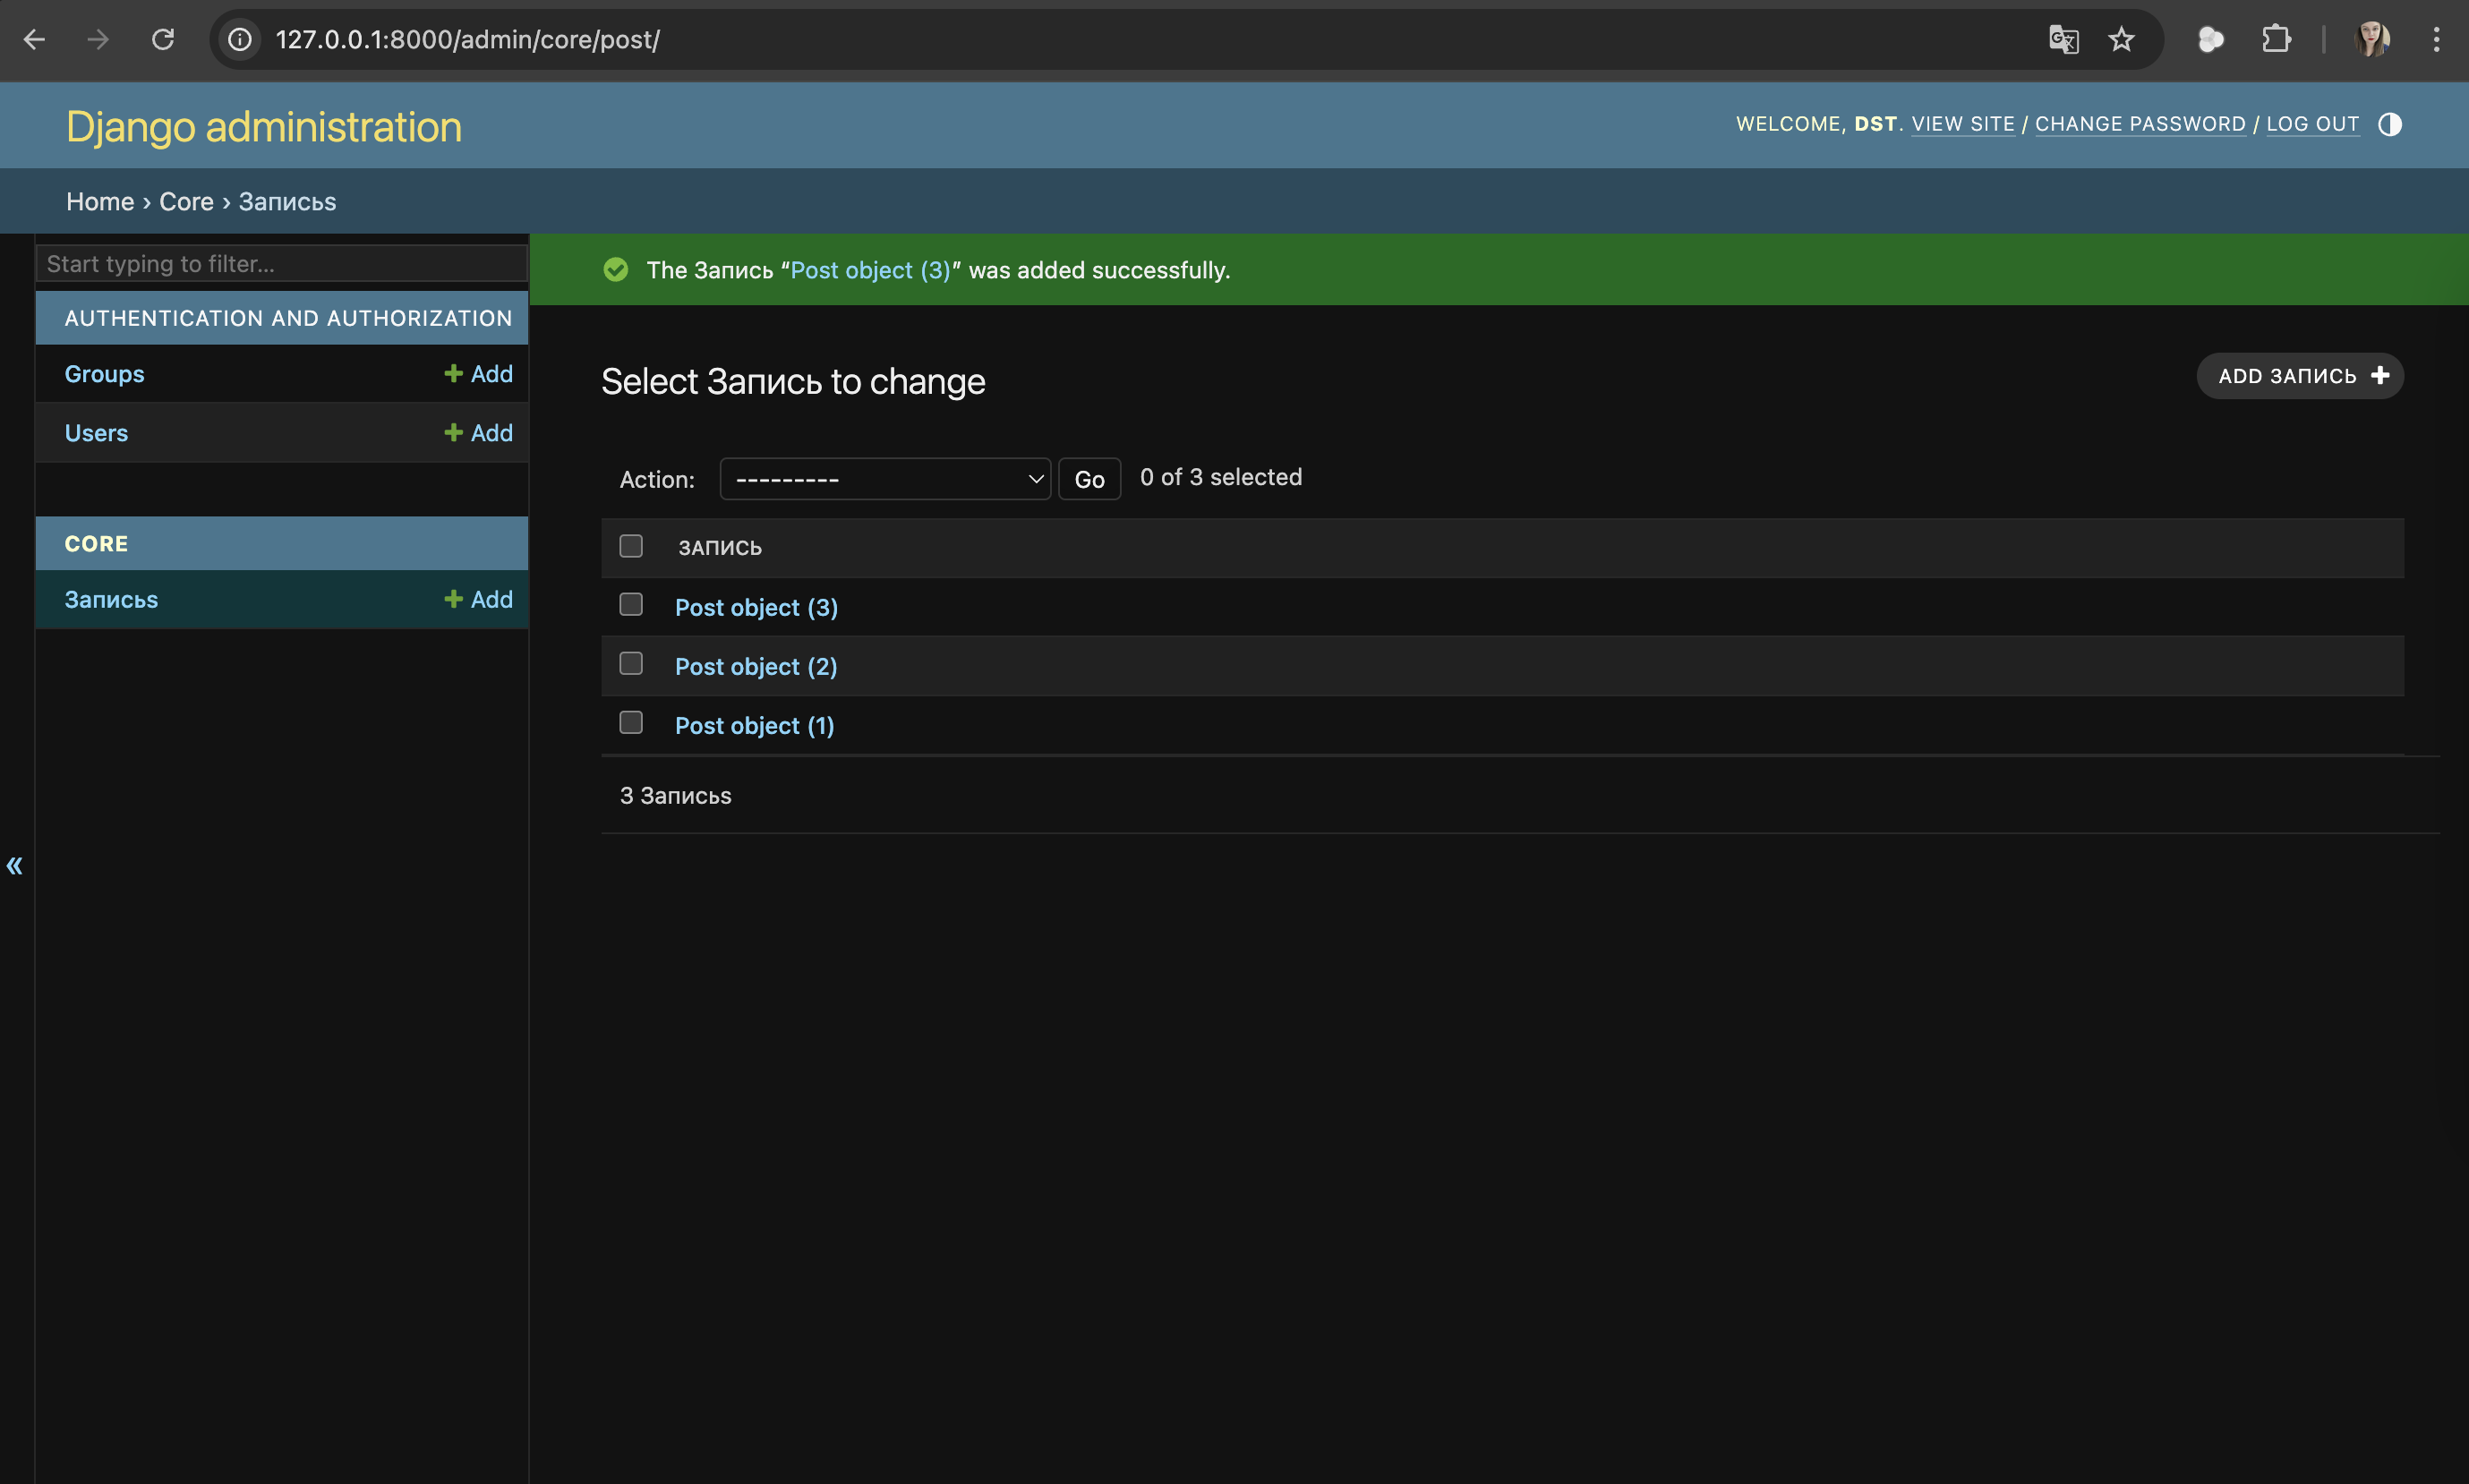 127.0.0.1:8000/admin/core/post/
Django administration
WELCOME, DST. VIEW SITE / CHANGE PASSWORD / LOG OUT
Home › Core › Записьs
Start typing to filter...
The Запись “Post object (3)” was added successfully.
AUTHENTICATION AND AUTHORIZATION
Groups + Add
Users + Add
CORE
Записьs + Add
Select Запись to change
ADD ЗАПИСЬ +
Action: --------- Go 0 of 3 selected
ЗАПИСЬ
Post object (3)
Post object (2)
Post object (1)
3 Записьs
«